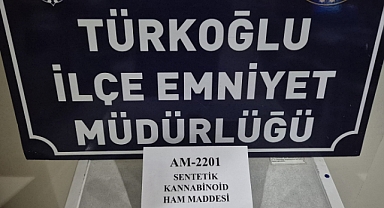 TÜRKOĞLU
İLÇE EMNİYET
MÜDÜRLÜĞÜ
AM-2201
SENTETİK
KANNABİNOİD
HAM MADDESİ